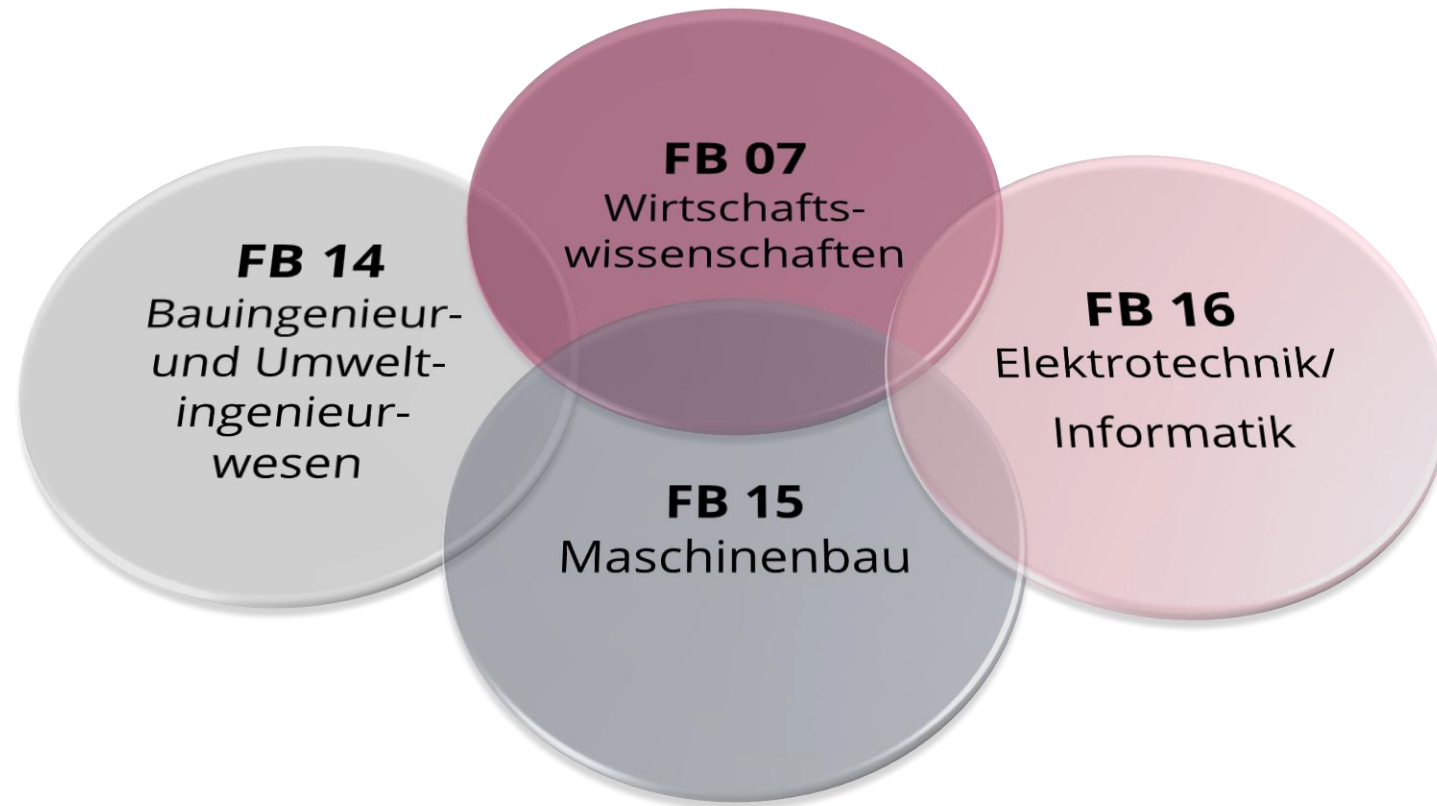 FB 07
Wirtschafts-
wissenschaften
FB 14
Bauingenieur-
und Umwelt-
ingenieur-
wesen
FB 16
Elektrotechnik/
Informatik
FB 15
Maschinenbau